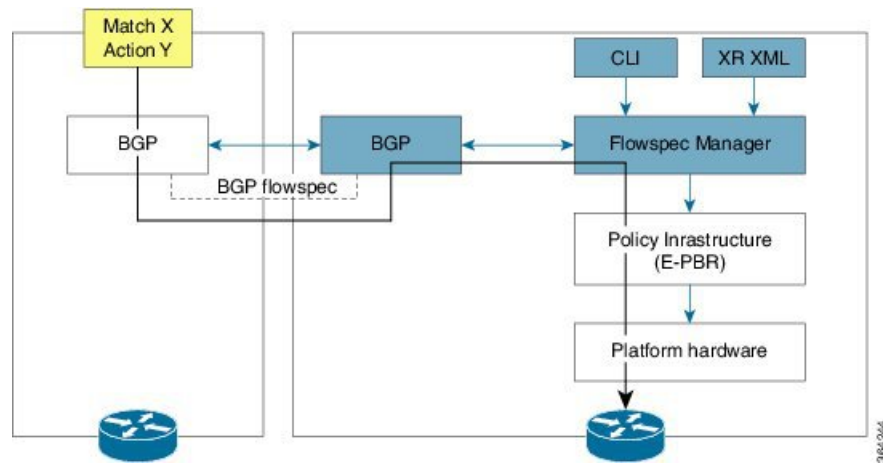 Match X
Action Y
CLI
XR XML
BGP
BGP
Flowspec Manager
BGP flowspec
Policy Inrastructure
(E-PBR)
Platform hardware